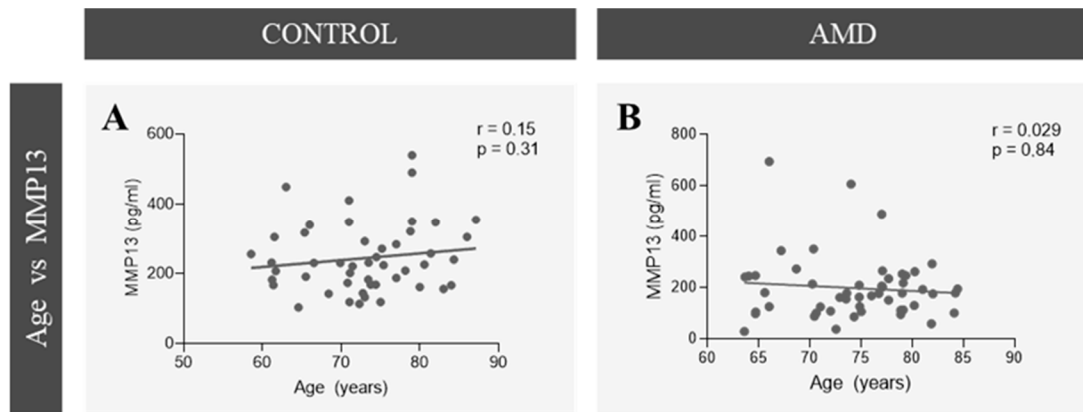 CONTROL
AMD
Age vs MMP13
A
r = 0.15
p = 0.31
600
400
200
0
MMP13 (pg/ml)
50
60
70
80
90
Age (years)
B
r = 0.029
p = 0.84
800
600
400
200
0
MMP13 (pg/ml)
60
65
70
75
80
85
90
Age (years)